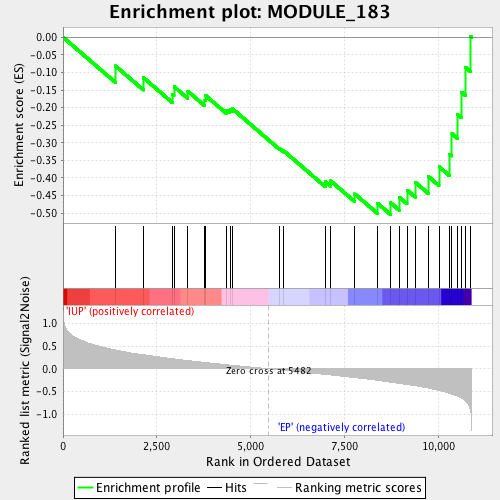 Enrichment plot: MODULE_183
Enrichment score (ES)
0.00
-0.05
-0.10
-0.15
-0.20
-0.25
-0.30
-0.35
-0.40
-0.45
-0.50
Ranked list metric (Signal2Noise)
1.0
0.5
0.0
-0.5
-1.0
'IUP' (positively correlated)
Zero cross at 5482
'EP' (negatively correlated)
0 2,500 5,000 7,500 10,000
Rank in Ordered Dataset
Enrichment profile Hits Ranking metric scores